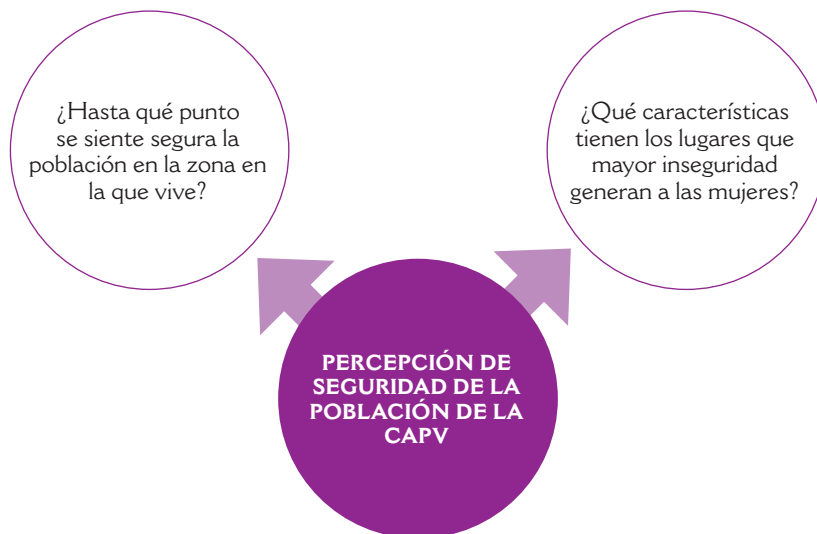 ¿Hasta qué punto
se siente segura la
población en la zona en
la que vive?
¿Qué características
tienen los lugares que
mayor inseguridad
generan a las mujeres?
PERCEPCIÓN DE
SEGURIDAD DE LA
POBLACIÓN DE LA
CAPV